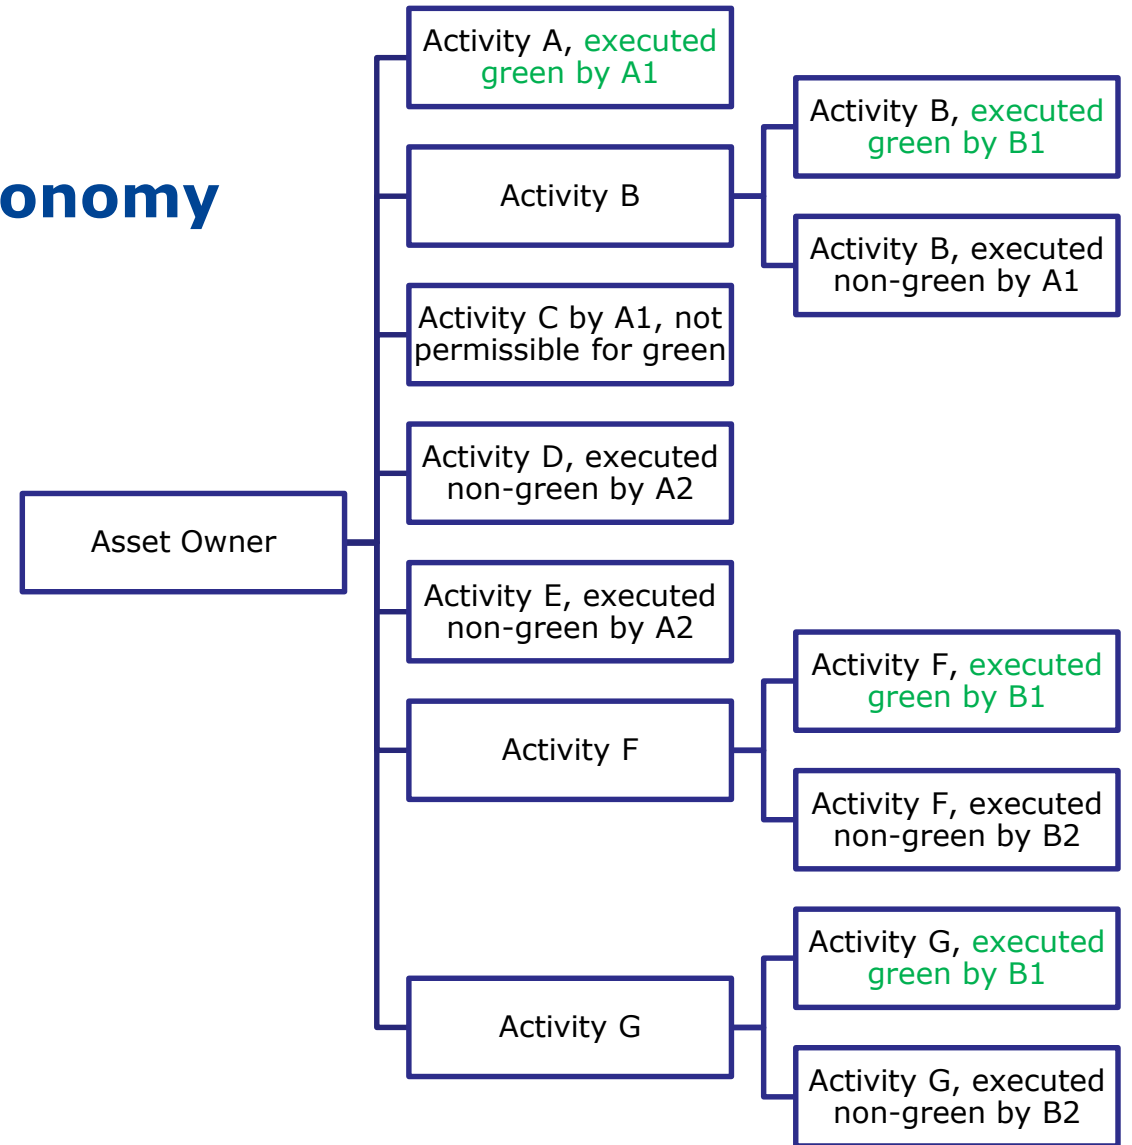 onomy
Asset Owner
Activity A, executed
green by A1
Activity B
Activity B, executed
green by B1
Activity B, executed
non-green by A1
Activity C by A1, not
permissible for green
Activity D, executed
non-green by A2
Activity E, executed
non-green by A2
Activity F
Activity F, executed
green by B1
Activity F, executed
non-green by B2
Activity G
Activity G, executed
green by B1
Activity G, executed
non-green by B2